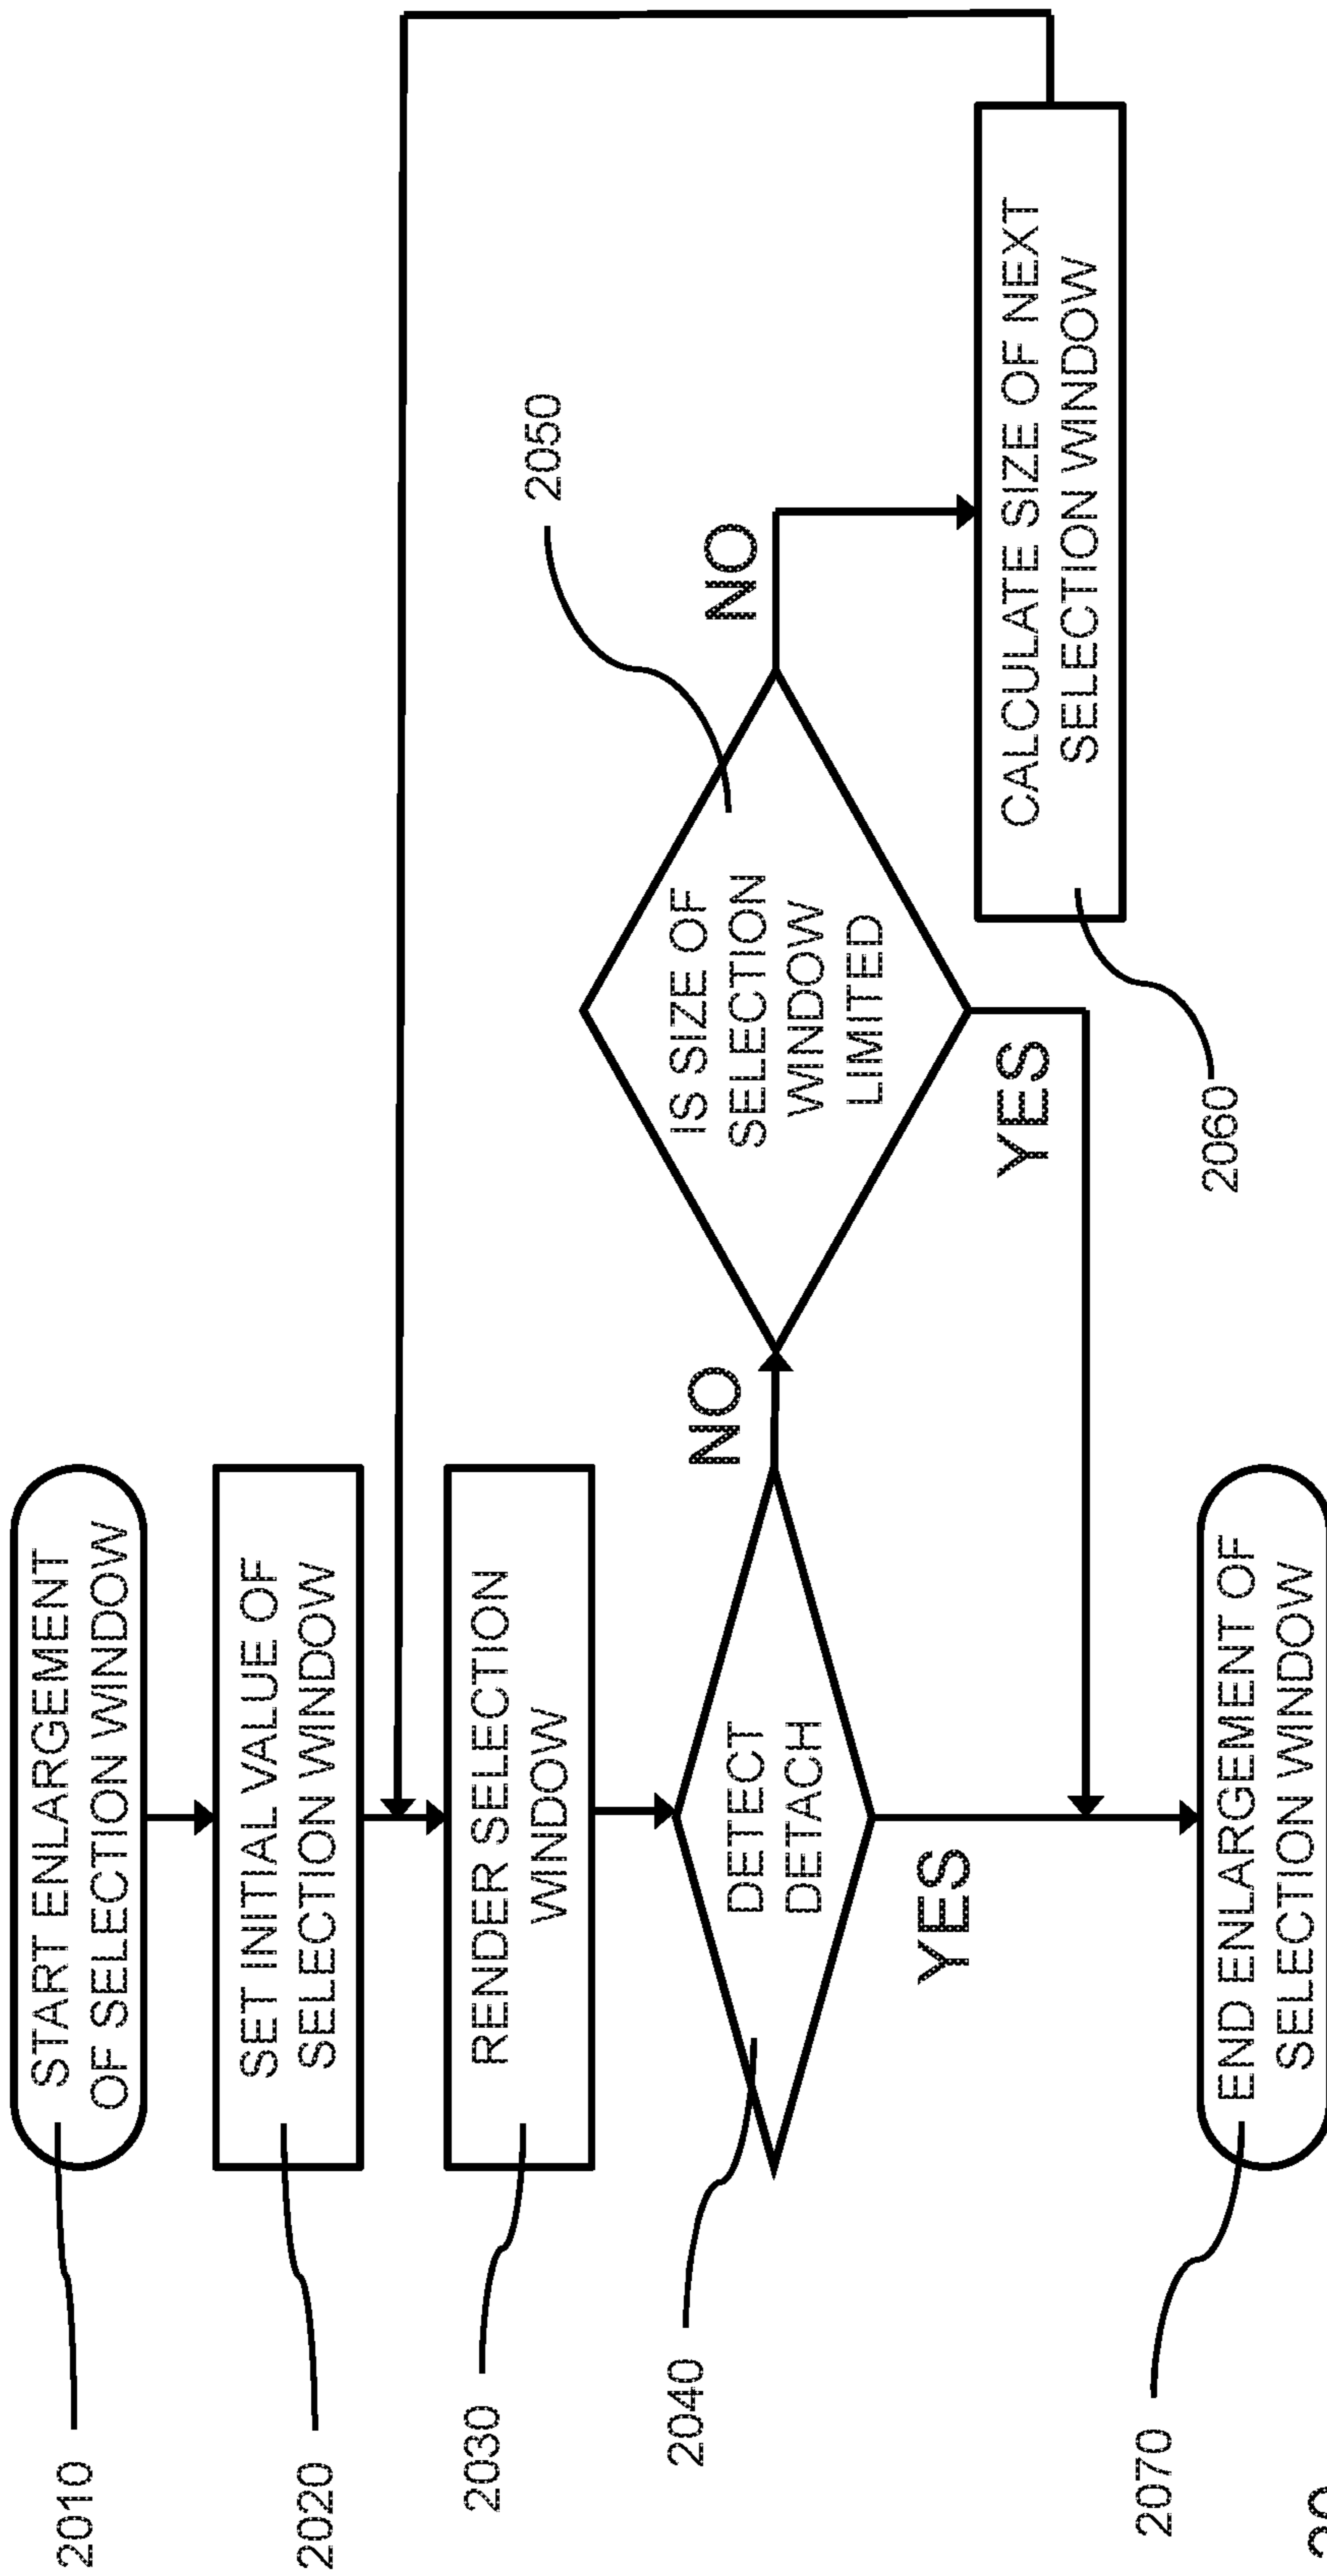 2010
START ENLARGEMENT
OF SELECTION WINDOW
2020
SET INITIAL VALUE OF
SELECTION WINDOW
2030
RENDER SELECTION
WINDOW
2040
DETECT
DETACH
NO
YES
2050
IS SIZE OF
SELECTION
WINDOW
LIMITED
NO
YES
2060
CALCULATE SIZE OF NEXT
SELECTION WINDOW
2070
END ENLARGEMENT OF
SELECTION WINDOW